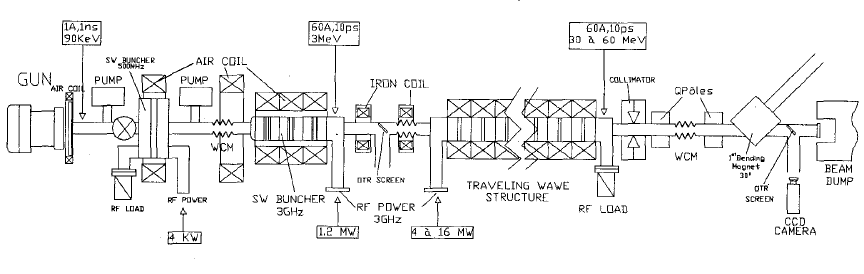 1A,1ns
90KeV
60A,10ps
3MeV
60A,10ps
30 à 60 MeV
GUN
AIR COIL
PUMP
SW BUNCHER
500MHz
AIR COIL
PUMP
IRON COIL
COLLIMATOR
QPôles
WCM
RF LOAD
RF POWER
4 KW
SW BUNCHER
3GHz
OTR SCREEN
RF POWER
3GHz
1.2 MW
4 à 16 MW
TRAVELING WAWE
STRUCTURE
RF LOAD
WCM
1st Bending
Magnet
30°
OTR
SCREEN
CCD
CAMERA
BEAM
DUMP